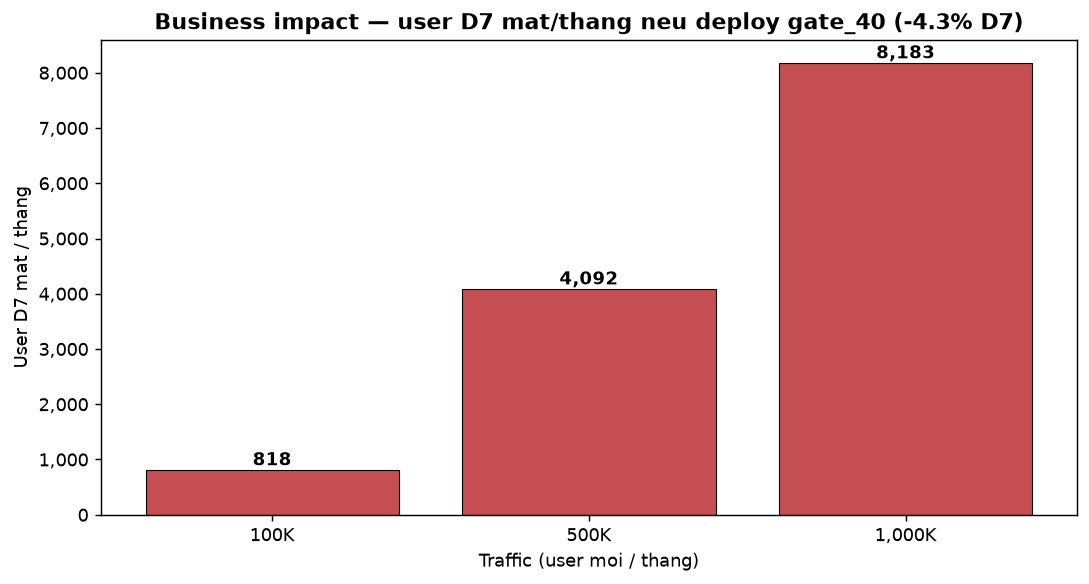 Business impact — user D7 mat/thang neu deploy gate_40 (-4.3% D7)
User D7 mat / thang
8,000
7,000
6,000
5,000
4,000
3,000
2,000
1,000
0
818
4,092
8,183
100K
500K
1,000K
Traffic (user moi / thang)